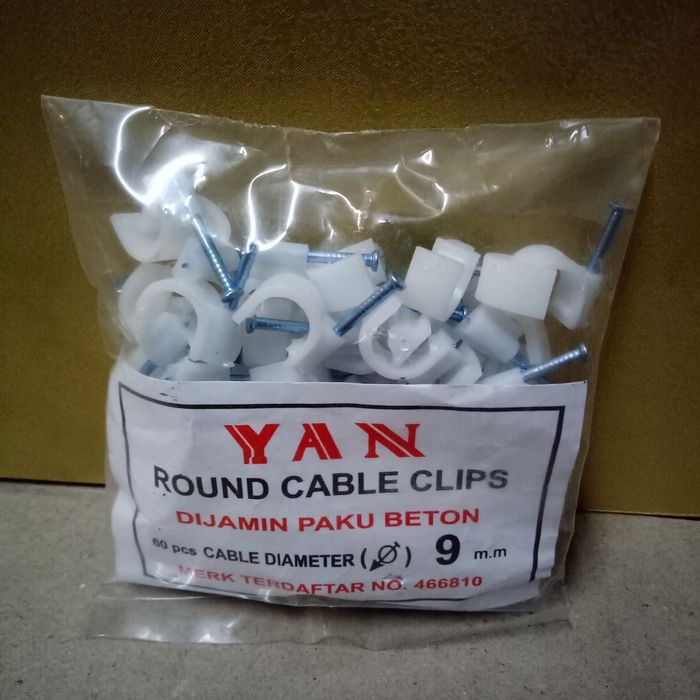 YAN
ROUND CABLE CLIPS
DIJAMIN PAKU BETON
60 pcs CABLE DIAMETER ( ) 9 m.m
MERK TERDAFTAR NO. 466810